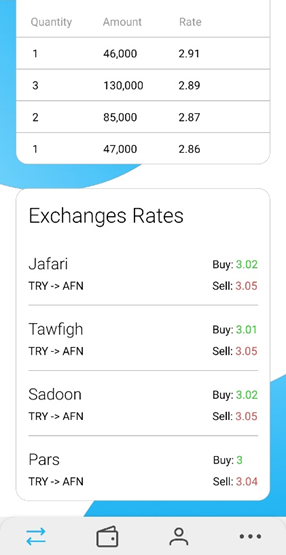 Quantity Amount Rate
1 46,000 2.91
3 130,000 2.89
2 85,000 2.87
1 47,000 2.86
Exchanges Rates
Jafari Buy: 3.02
TRY -> AFN Sell: 3.05
Tawfigh Buy: 3.01
TRY -> AFN Sell: 3.05
Sadoon Buy: 3.02
TRY -> AFN Sell: 3.05
Pars Buy: 3
TRY -> AFN Sell: 3.04